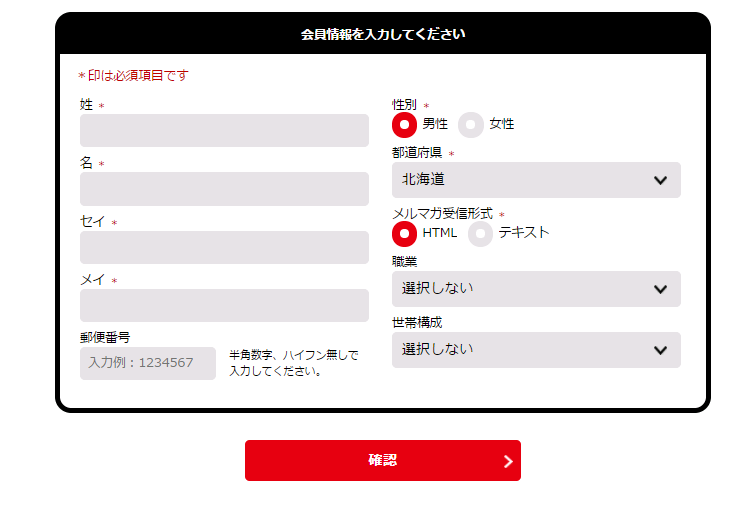 会員情報を入力してください
*印は必須項目です
姓 *
名 *
セイ *
メイ *
郵便番号
入力例：1234567
半角数字、ハイフン無しで
入力してください。
性別 *
男性 女性
都道府県 *
北海道
メルマガ受信形式 *
HTML テキスト
職業
選択しない
世帯構成
選択しない
確認